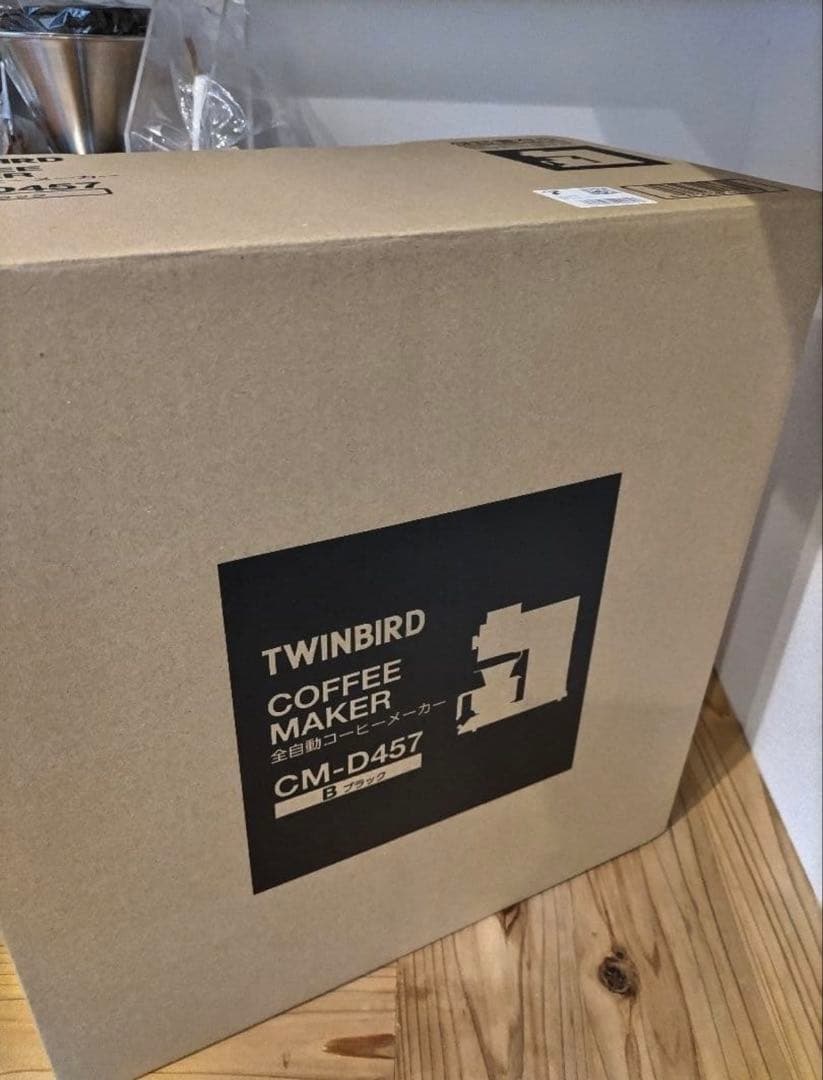 TWINBIRD
COFFEE
MAKER
全自動コーヒーメーカー
CM-D457
B ブラック